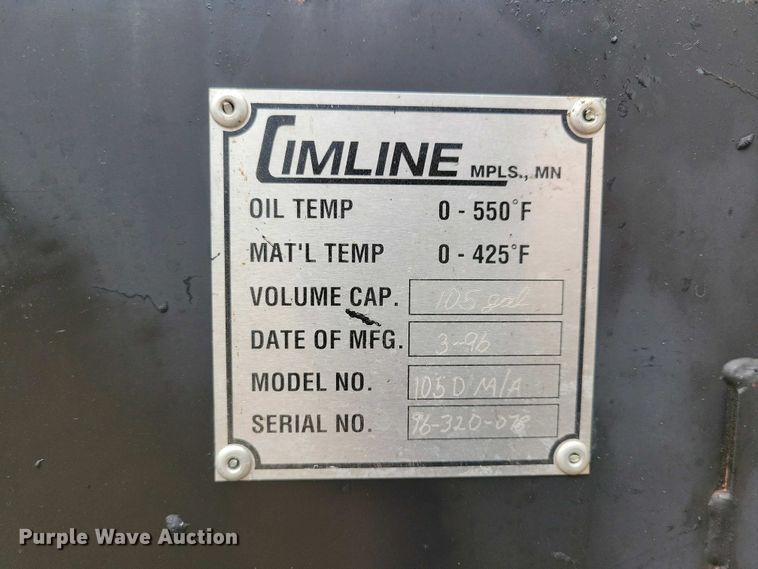 CIMLINE MPLS., MN
OIL TEMP 0 - 550°F
MAT'L TEMP 0 - 425°F
VOLUME CAP. 105 gal
DATE OF MFG. 3-96
MODEL NO. 105D M/A
SERIAL NO. 96-320-078
Purple Wave Auction